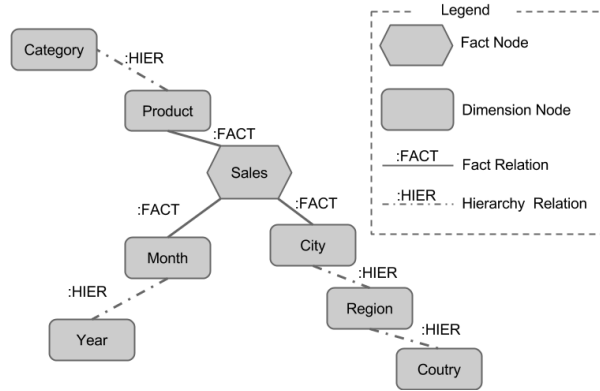 Category
:HIER
Product
:FACT
Sales
:FACT
:FACT
Month
City
:HIER
:HIER
Year
Region
:HIER
Coutry
Legend
Fact Node
Dimension Node
:FACT
Fact Relation
:HIER
Hierarchy Relation